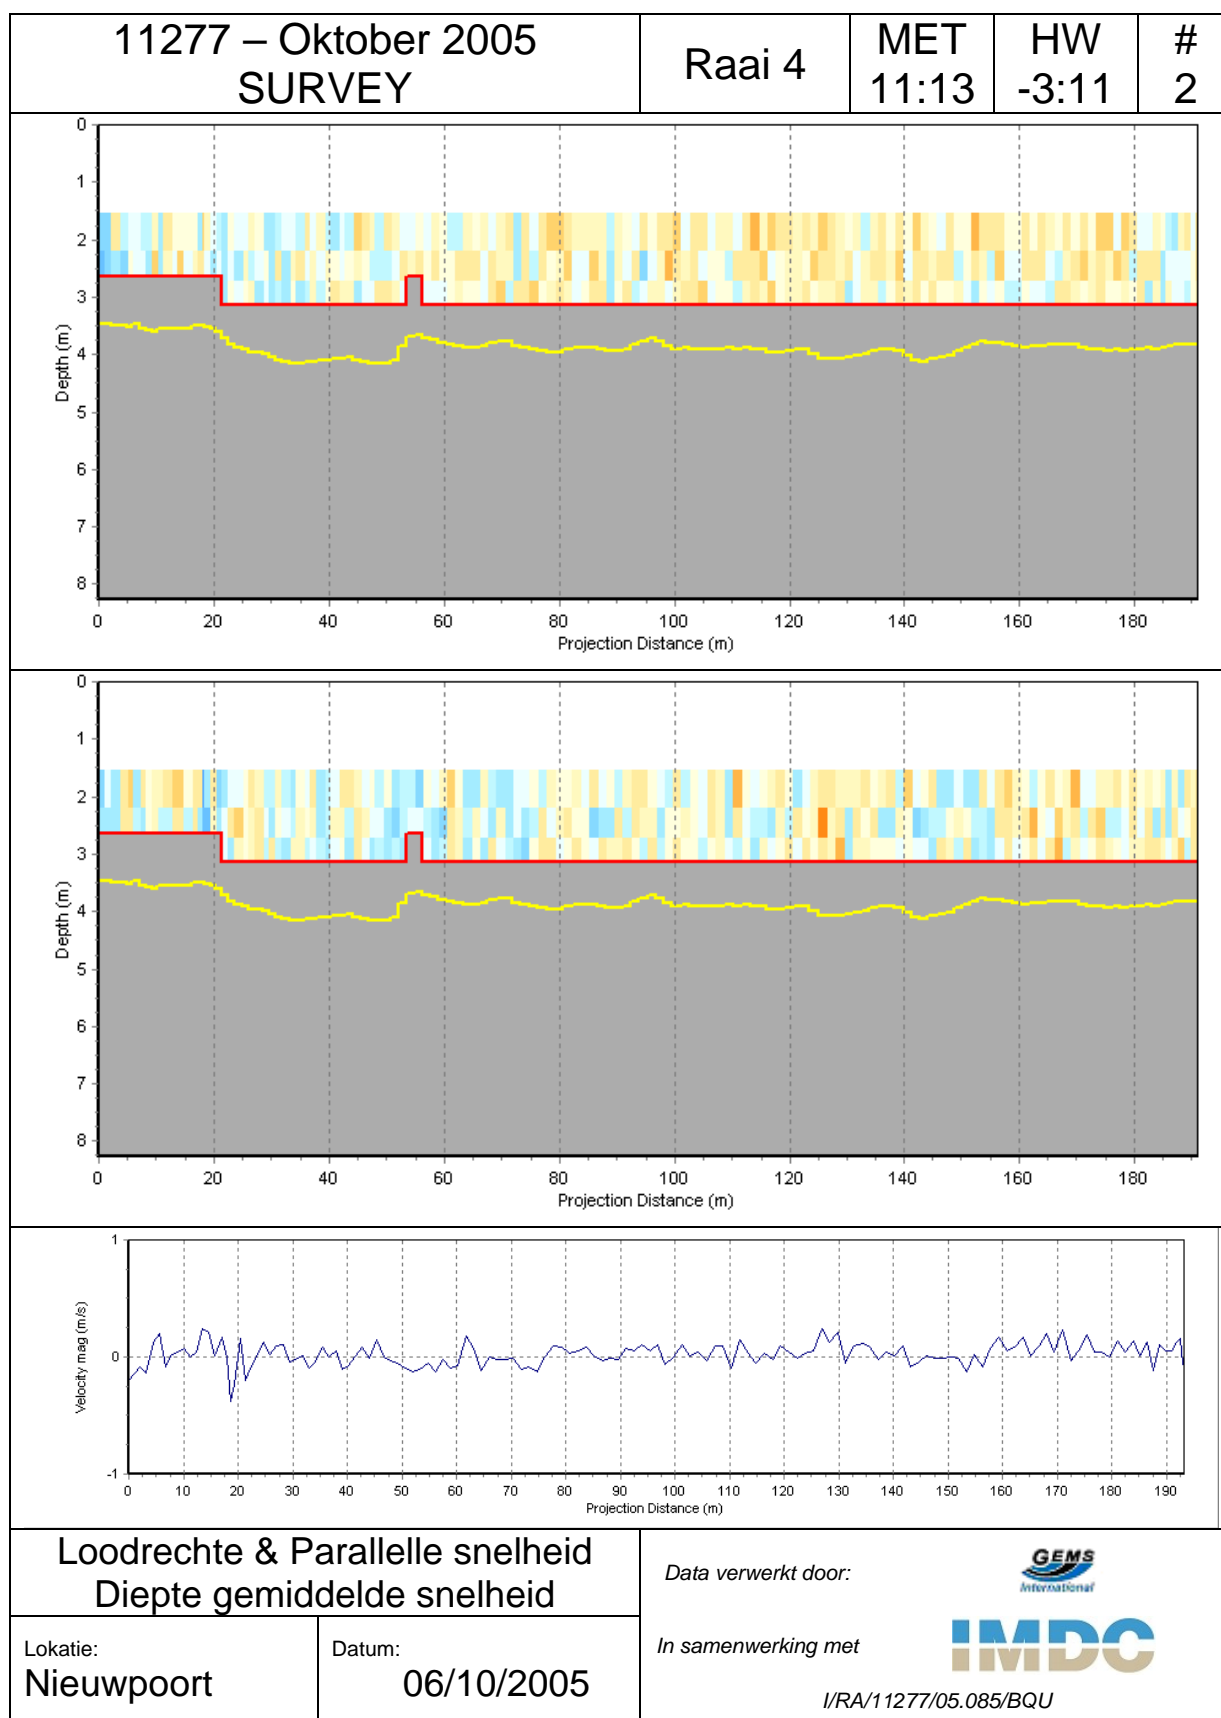 11277 – Oktober 2005
SURVEY
Raai 4
MET
11:13
HW
-3:11
#
2
0
1
2
3
4
5
6
7
8
Depth (m)
0 20 40 60 80 100 120 140 160 180
Projection Distance (m)
0
1
2
3
4
5
6
7
8
Depth (m)
0 20 40 60 80 100 120 140 160 180
Projection Distance (m)
1
0
-1
Velocity mag (m/s)
0 10 20 30 40 50 60 70 80 90 100 110 120 130 140 150 160 170 180 190
Projection Distance (m)
Loodrechte & Parallelle snelheid
Diepte gemiddelde snelheid
Data verwerkt door:
GEMS
International
Lokatie:
Nieuwpoort
Datum:
06/10/2005
In samenwerking met
IMDC
I/RA/11277/05.085/BQU